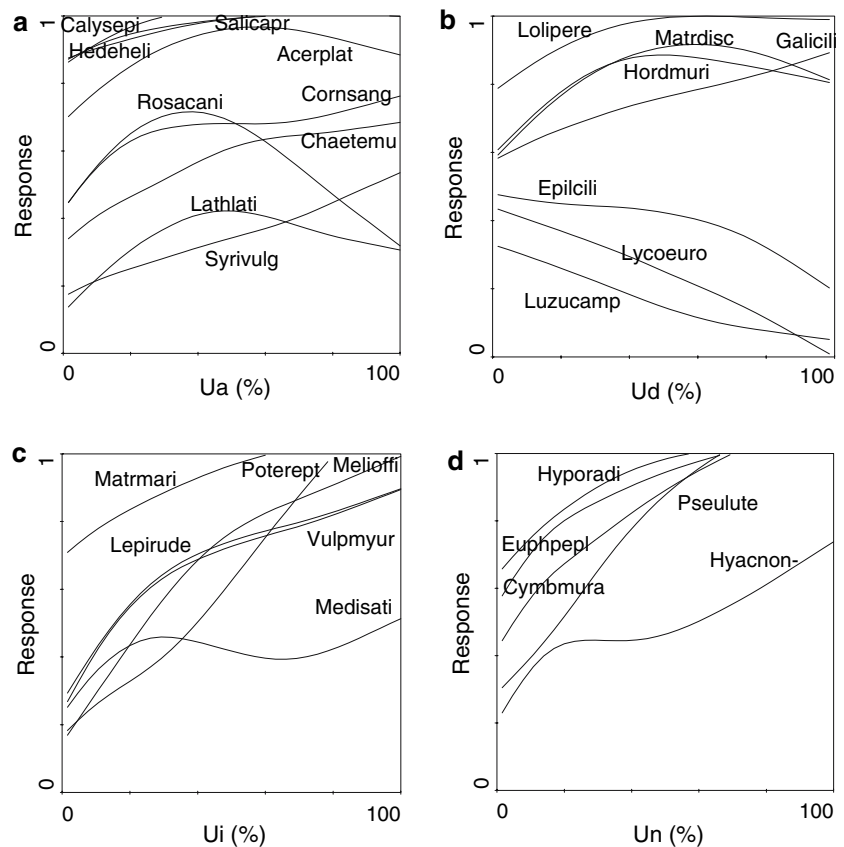 a
1
Calysepi
Salicapr
Hedeheli
Acerplat
Rosacani
Cornsang
Chaetemu
Lathlati
Syrivulg
Response
0
0
100
Ua (%)
b
1
Lolipere
Matrdisc
Galicili
Hordmuri
Epilcili
Lycoeuro
Luzucamp
Response
0
0
100
Ud (%)
c
1
Matrmari
Poterept
Melioffi
Lepirude
Vulpmyur
Medisati
Response
0
0
100
Ui (%)
d
1
Hyporadi
Pseulute
Euphpepl
Hyacnon-
Cymbmura
Response
0
0
100
Un (%)